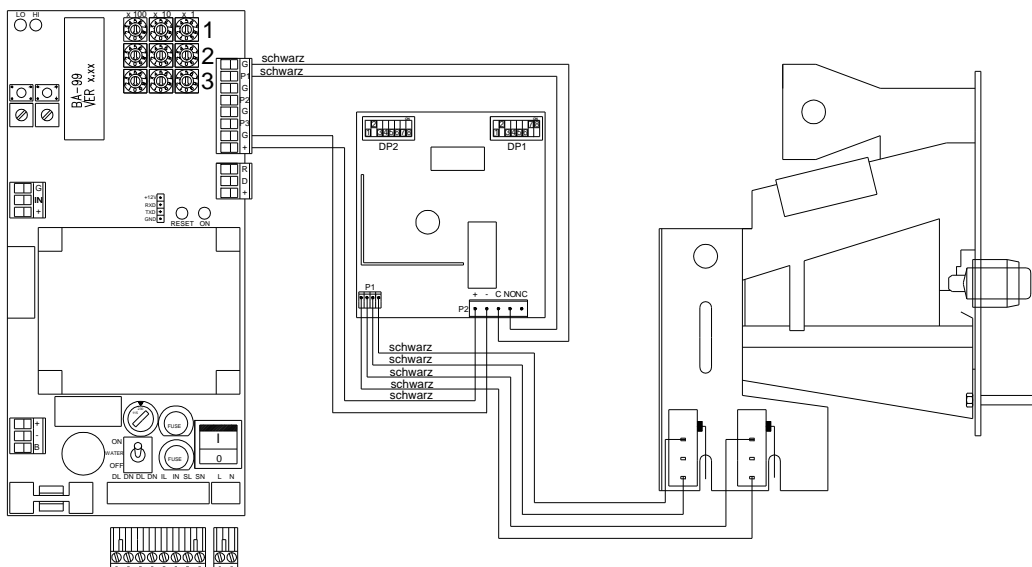 LO HI
x 100 x 10 x 1
1
2
3
BA-99
VER x.xx
G
P1
G
P2
G
P3
G
+
R
D
+
G
IN
+
+12V
RXD
TXD
GND
RESET ON
schwarz
schwarz
DP2
DP1
P1
+ - C NO NC
P2
schwarz
schwarz
schwarz
schwarz
schwarz
+
-
B
FUSE
FUSE
ON
WATER
OFF
I
0
DL DN DL DN IL IN SL SN L N